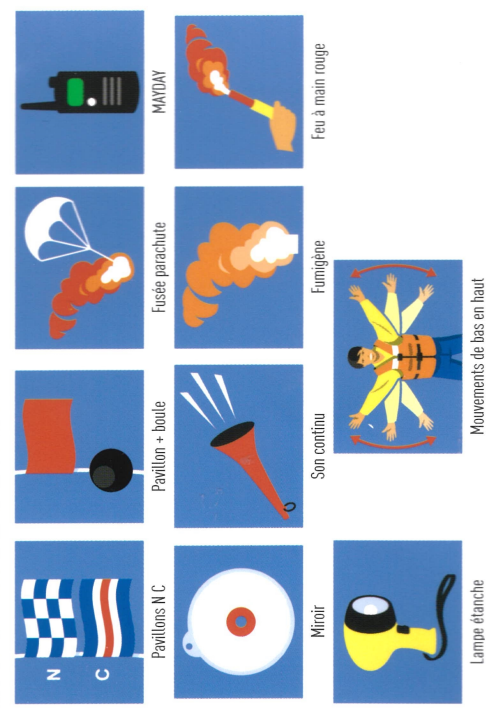 N
C
Pavillons N C
Pavillon + boule
Fusée parachute
MAYDAY
Miroir
Son continu
Fumigène
Feu à main rouge
Lampe étanche
Mouvements de bas en haut